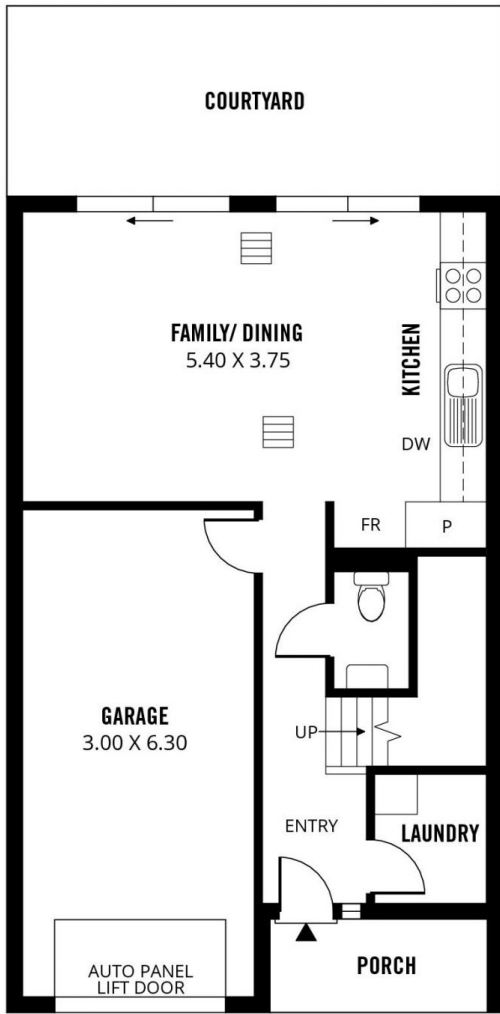 COURTYARD
FAMILY/ DINING
5.40 X 3.75
KITCHEN
DW
FR
P
GARAGE
3.00 X 6.30
UP
ENTRY
LAUNDRY
AUTO PANEL
LIFT DOOR
PORCH